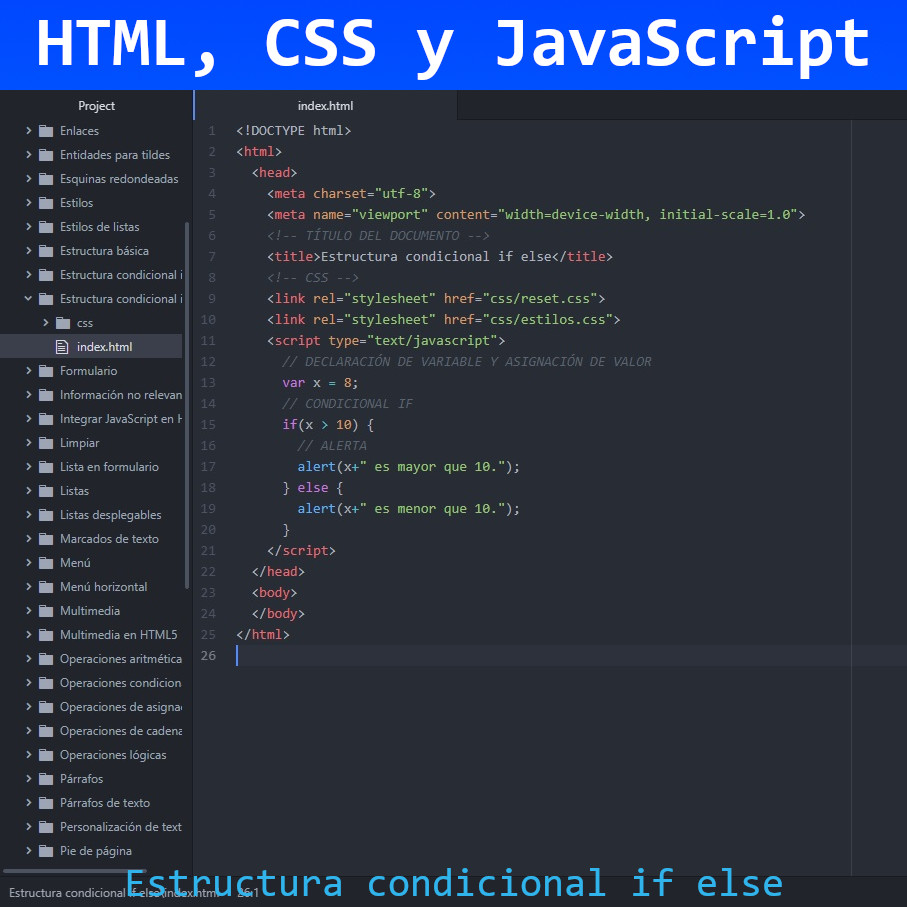 HTML, CSS y JavaScript
Project
Enlaces
Entidades para tildes
Esquinas redondeadas
Estilos
Estilos de listas
Estructura básica
Estructura condicional i
Estructura condicional i
css
index.html
Formulario
Información no relevan
Integrar JavaScript en H
Limpiar
Lista en formulario
Listas
Listas desplegables
Marcados de texto
Menú
Menú horizontal
Multimedia
Multimedia en HTML5
Operaciones aritmética
Operaciones condicion
Operaciones de asigna
Operaciones de cadena
Operaciones lógicas
Párrafos
Párrafos de texto
Personalización de text
Pie de página
index.html
1 <!DOCTYPE html>
2 <html>
3 <head>
4 <meta charset="utf-8">
5 <meta name="viewport" content="width=device-width, initial-scale=1.0">
6 <!-- TÍTULO DEL DOCUMENTO -->
7 <title>Estructura condicional if else</title>
8 <!-- CSS -->
9 <link rel="stylesheet" href="css/reset.css">
10 <link rel="stylesheet" href="css/estilos.css">
11 <script type="text/javascript">
12 // DECLARACIÓN DE VARIABLE Y ASIGNACIÓN DE VALOR
13 var x = 8;
14 // CONDICIONAL IF
15 if(x > 10) {
16 // ALERTA
17 alert(x+" es mayor que 10.");
18 } else {
19 alert(x+" es menor que 10.");
20 }
21 </script>
22 </head>
23 <body>
24 </body>
25 </html>
26
Estructura condicional if else\index.html 26:1
Estructura condicional if else